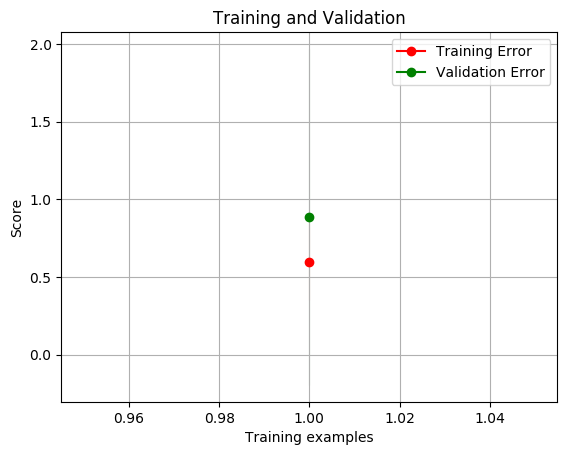 Training and Validation
Training Error
Validation Error
2.0
1.5
1.0
0.5
0.0
Score
0.96
0.98
1.00
1.02
1.04
Training examples